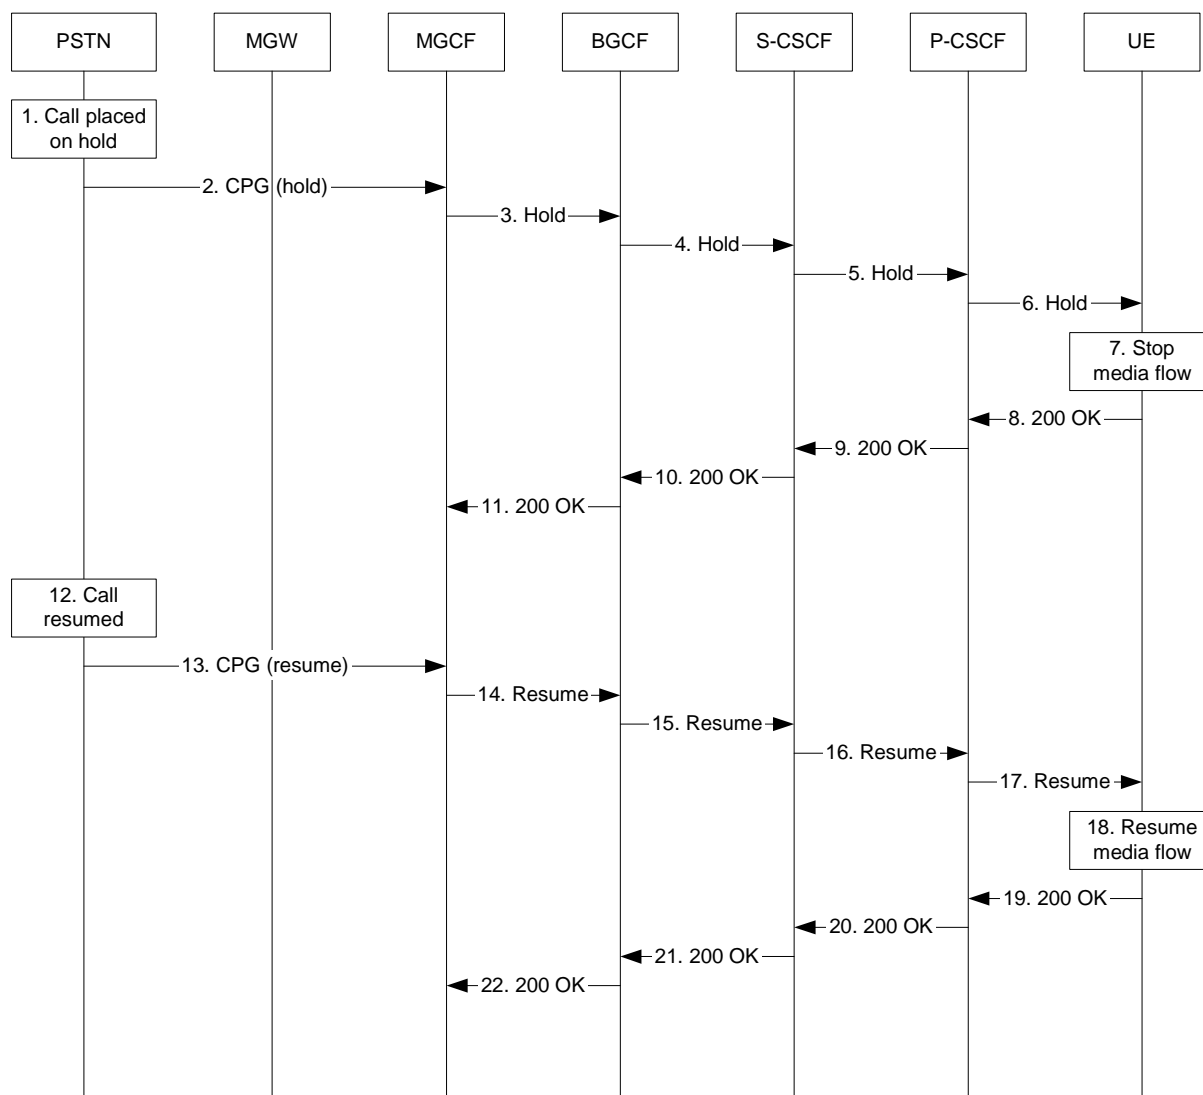 PSTN
MGW
MGCF
BGCF
S-CSCF
P-CSCF
UE
1. Call placed
on hold
2. CPG (hold)
3. Hold
4. Hold
5. Hold
6. Hold
7. Stop
media flow
8. 200 OK
9. 200 OK
10. 200 OK
11. 200 OK
12. Call
resumed
13. CPG (resume)
14. Resume
15. Resume
16. Resume
17. Resume
18. Resume
media flow
19. 200 OK
20. 200 OK
21. 200 OK
22. 200 OK